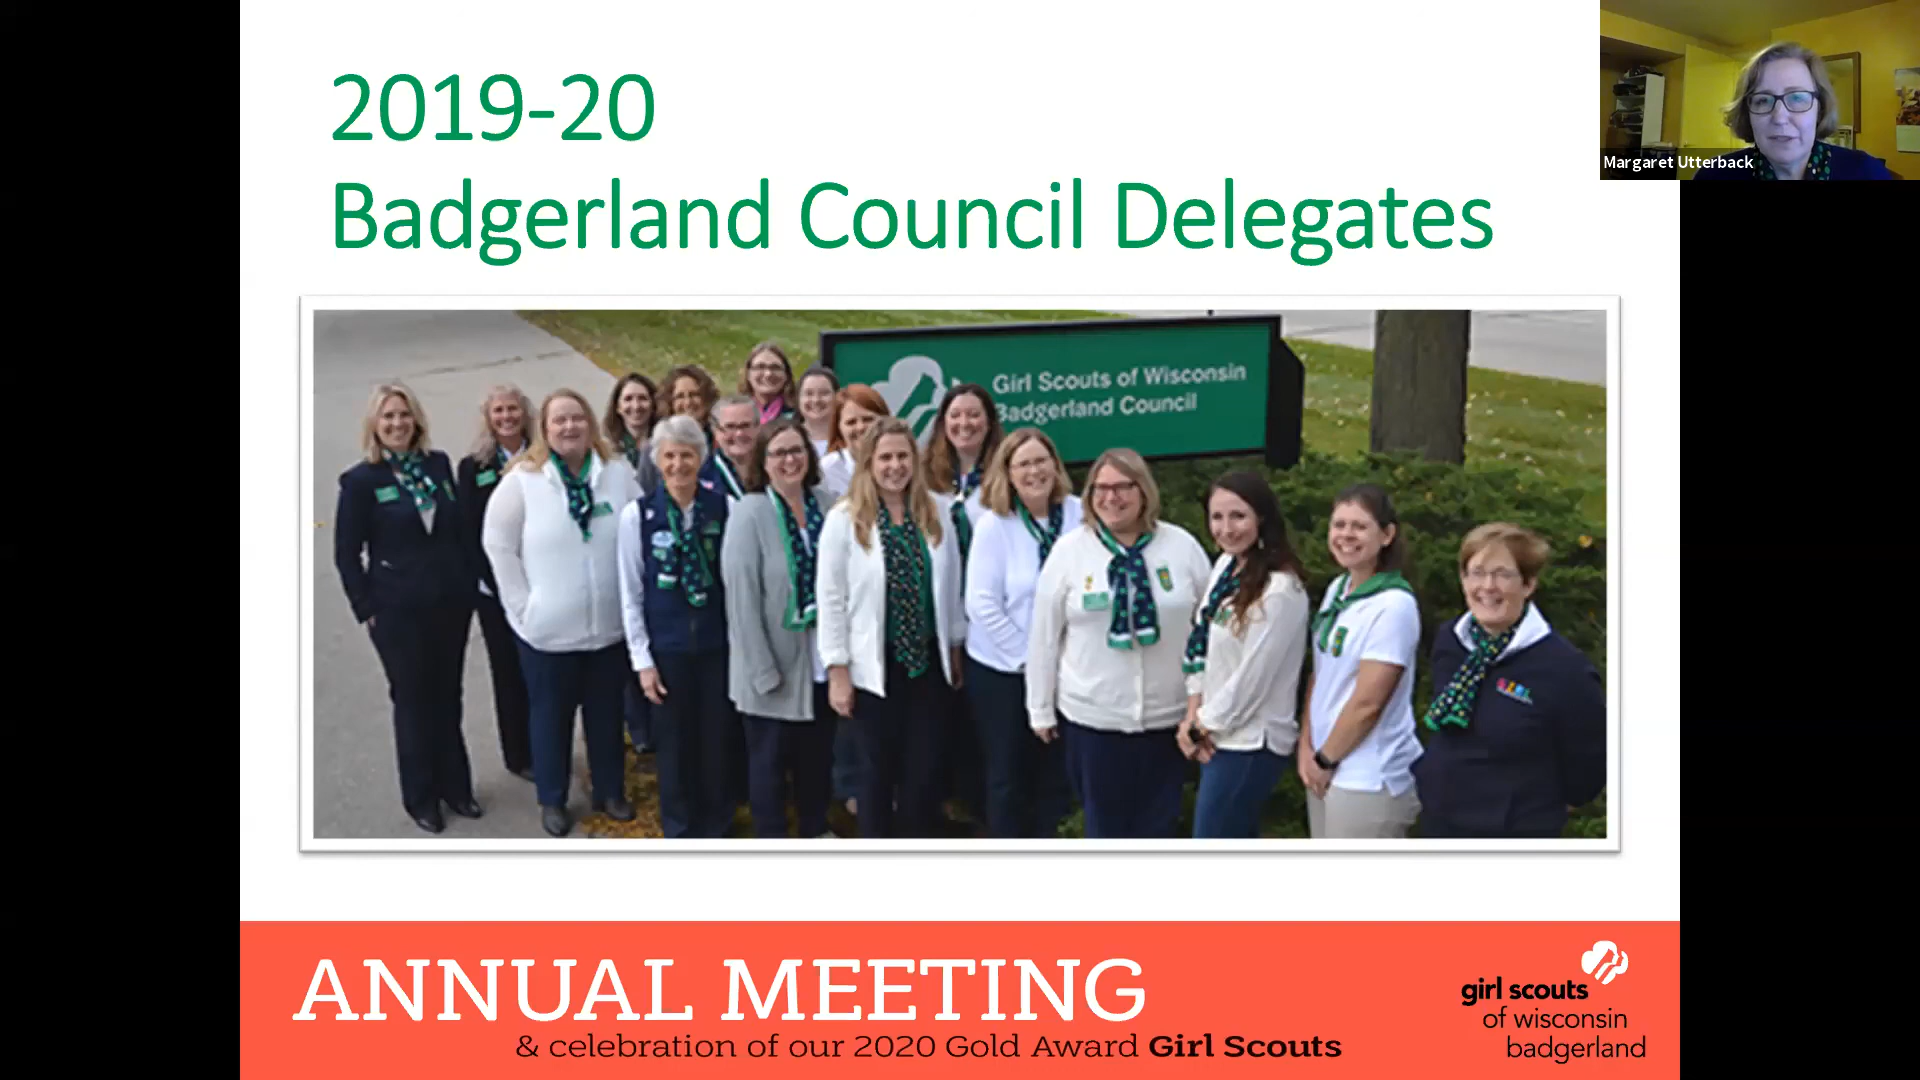 2019-20
Badgerland Council Delegates
Margaret Utterback
Girl Scouts of Wisconsin
Badgerland Council
ANNUAL MEETING
& celebration of our 2020 Gold Award Girl Scouts
girl scouts
of wisconsin
badgerland